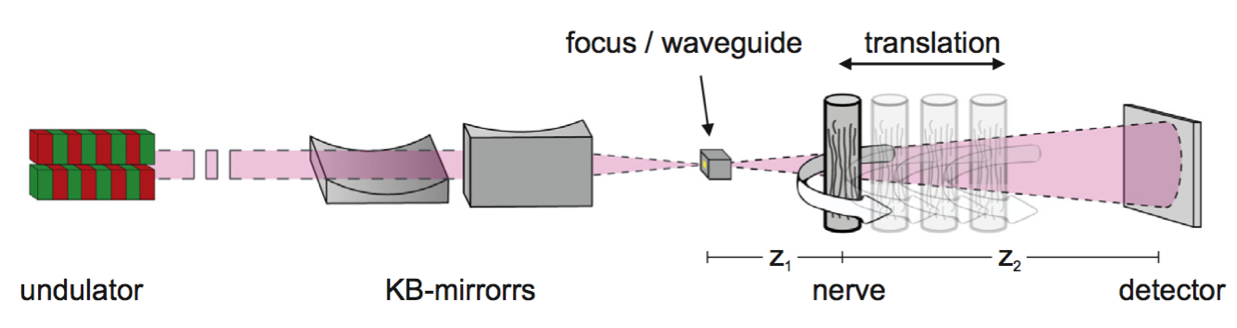 focus / waveguide
translation
z₁
z₂
undulator
KB-mirrorrs
nerve
detector